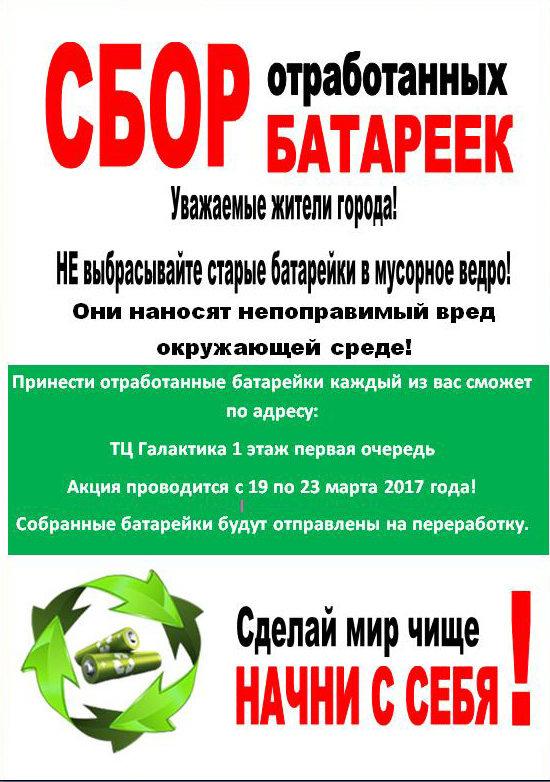 СБОР отработанных
БАТАРЕЕК
Уважаемые жители города!
НЕ выбрасывайте старые батарейки в мусорное ведро!
Они наносят непоправимый вред
окружающей среде!
Принести отработанные батарейки каждый из вас сможет
по адресу:
ТЦ Галактика 1 этаж первая очередь
Акция проводится с 19 по 23 марта 2017 года!
Собранные батарейки будут отправлены на переработку.
Сделай мир чище
НАЧНИ С СЕБЯ!